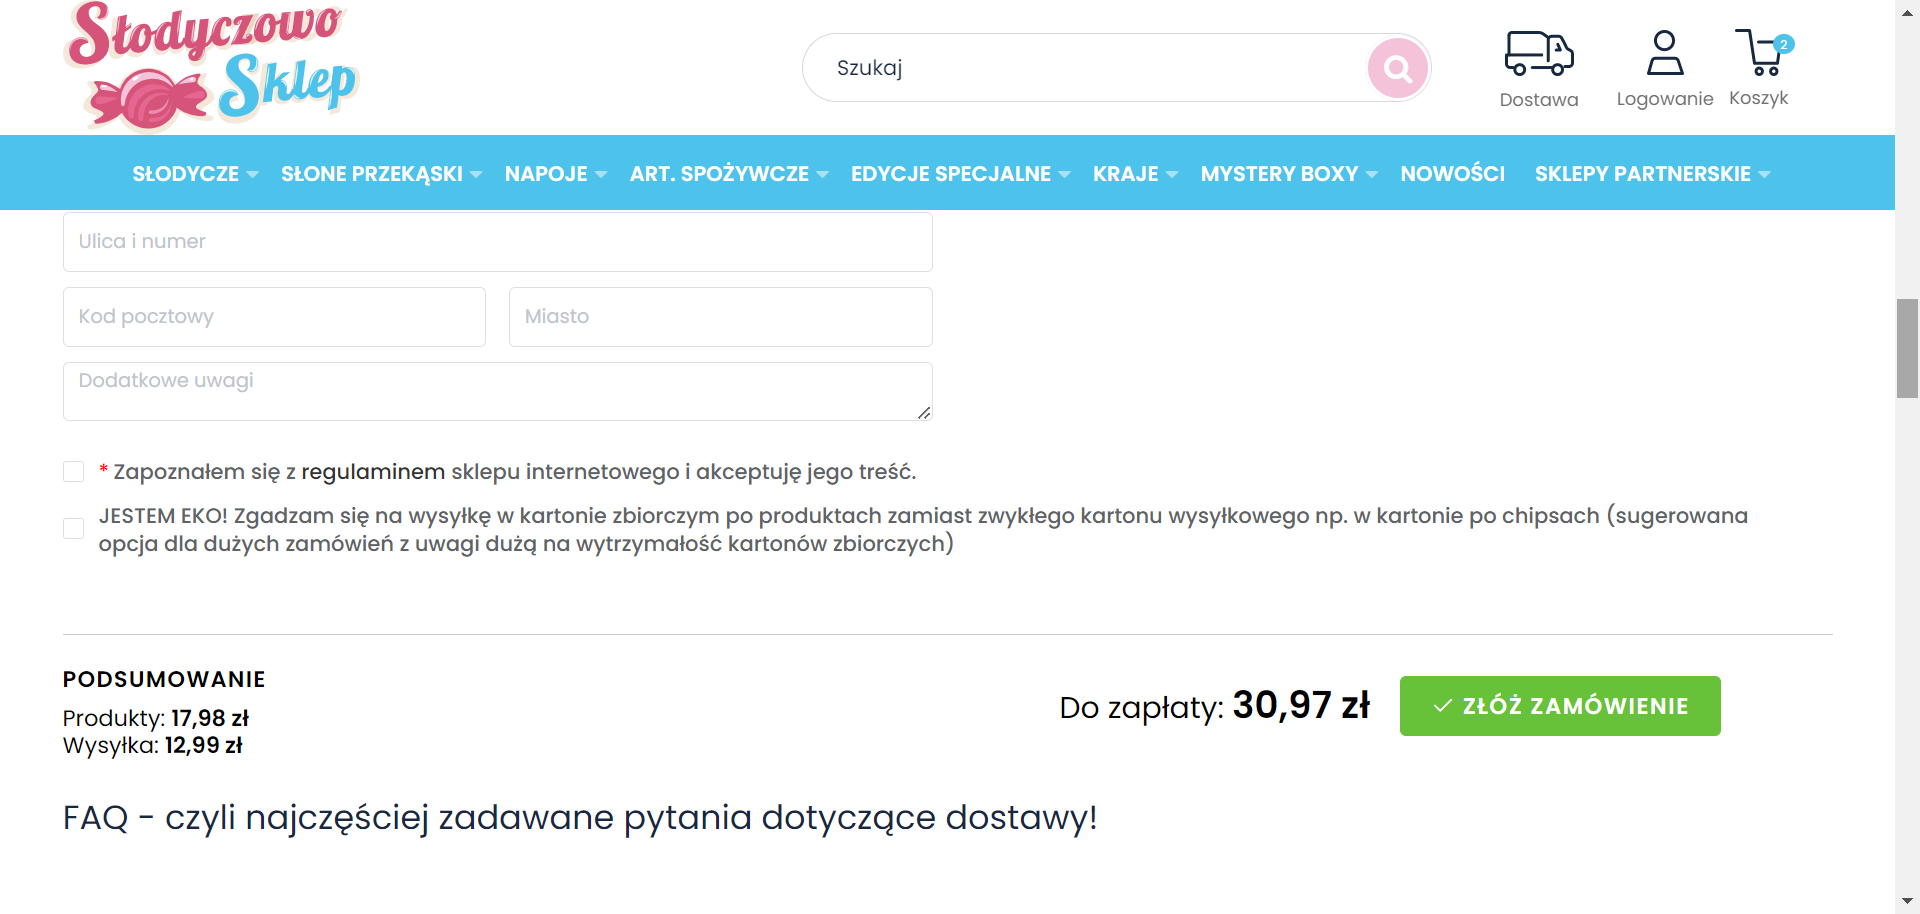 Słodyczowo
Sklep
Szukaj
Dostawa
Logowanie
2
Koszyk
SŁODYCZE
SŁONE PRZEKĄSKI
NAPOJE
ART. SPOŻYWCZE
EDYCJE SPECJALNE
KRAJE
MYSTERY BOXY
NOWOŚCI
SKLEPY PARTNERSKIE
Ulica i numer
Kod pocztowy
Miasto
Dodatkowe uwagi
* Zapoznałem się z regulaminem sklepu internetowego i akceptuję jego treść.
JESTEM EKO! Zgadzam się na wysyłkę w kartonie zbiorczym po produktach zamiast zwykłego kartonu wysyłkowego np. w kartonie po chipsach (sugerowana
opcja dla dużych zamówień z uwagi dużą na wytrzymałość kartonów zbiorczych)
PODSUMOWANIE
Produkty: 17,98 zł
Wysyłka: 12,99 zł
Do zapłaty: 30,97 zł
ZŁÓŻ ZAMÓWIENIE
FAQ - czyli najczęściej zadawane pytania dotyczące dostawy!